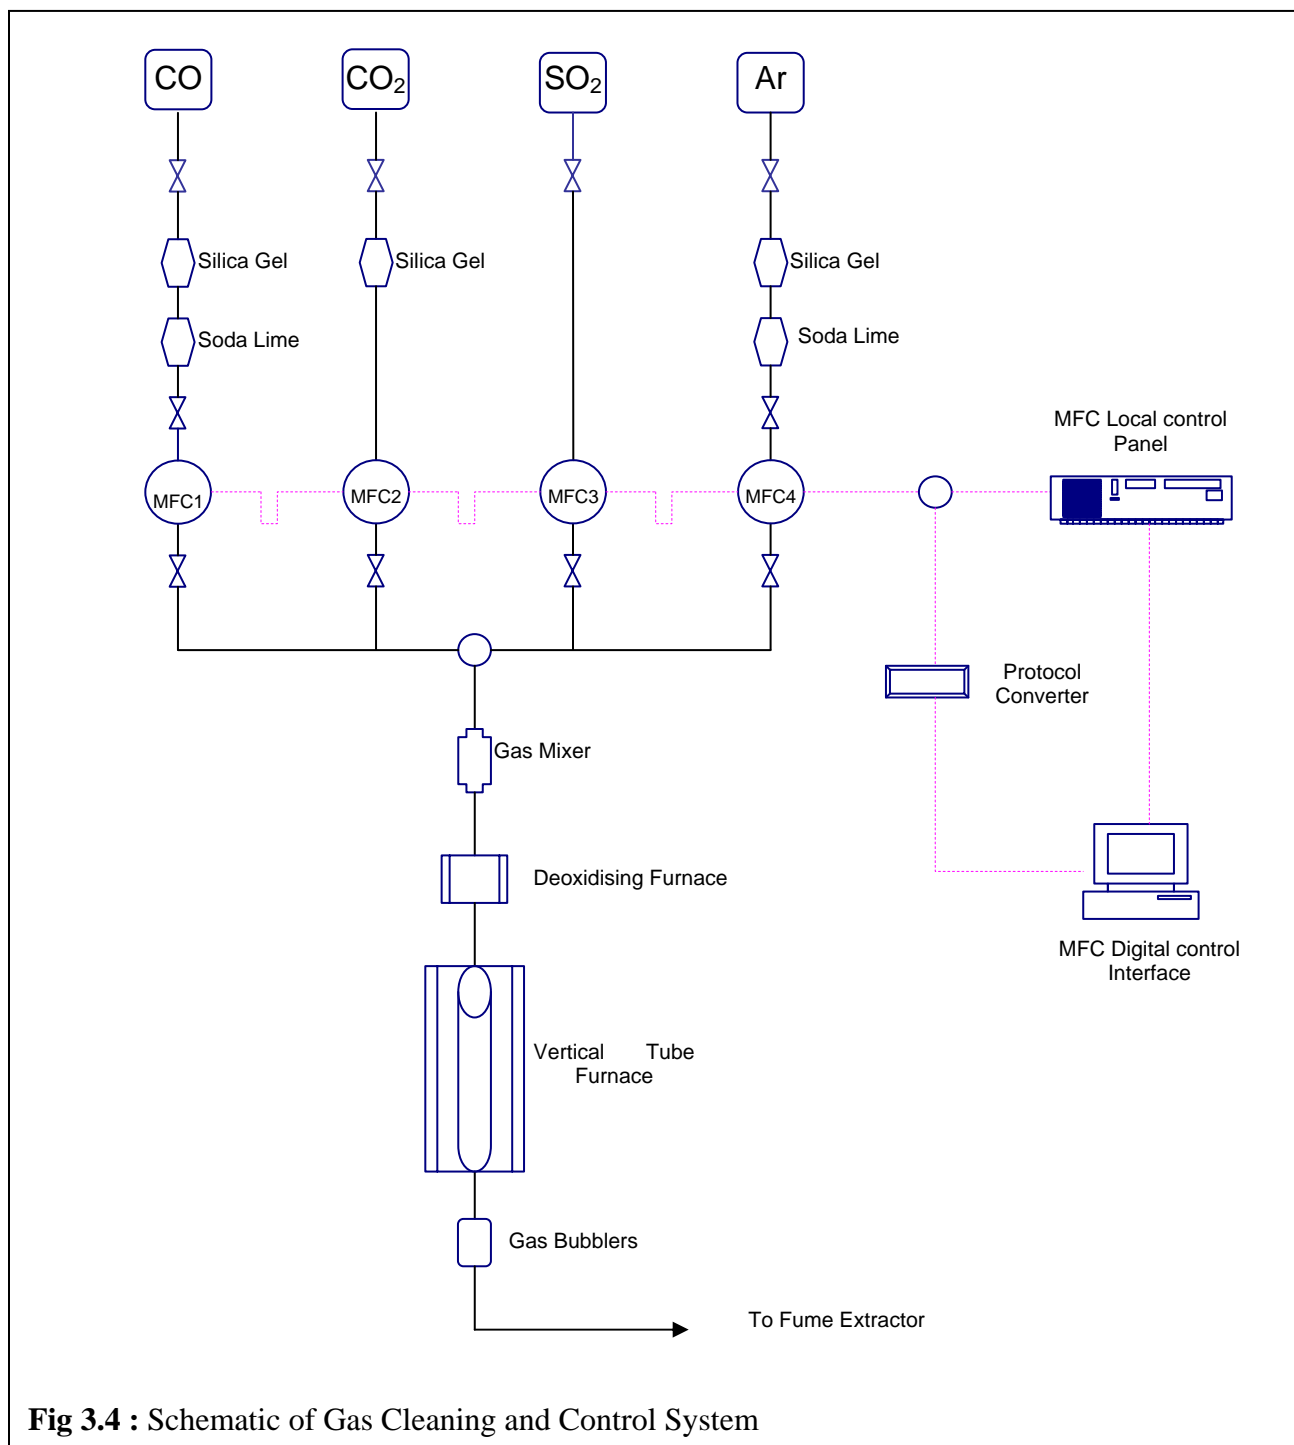 CO
CO₂
SO₂
Ar
Silica Gel
Silica Gel
Silica Gel
Soda Lime
Soda Lime
MFC Local control
Panel
MFC1
MFC2
MFC3
MFC4
Protocol
Converter
Gas Mixer
Deoxidising Furnace
MFC Digital control
Interface
Vertical Tube
Furnace
Gas Bubblers
To Fume Extractor
Fig 3.4 : Schematic of Gas Cleaning and Control System